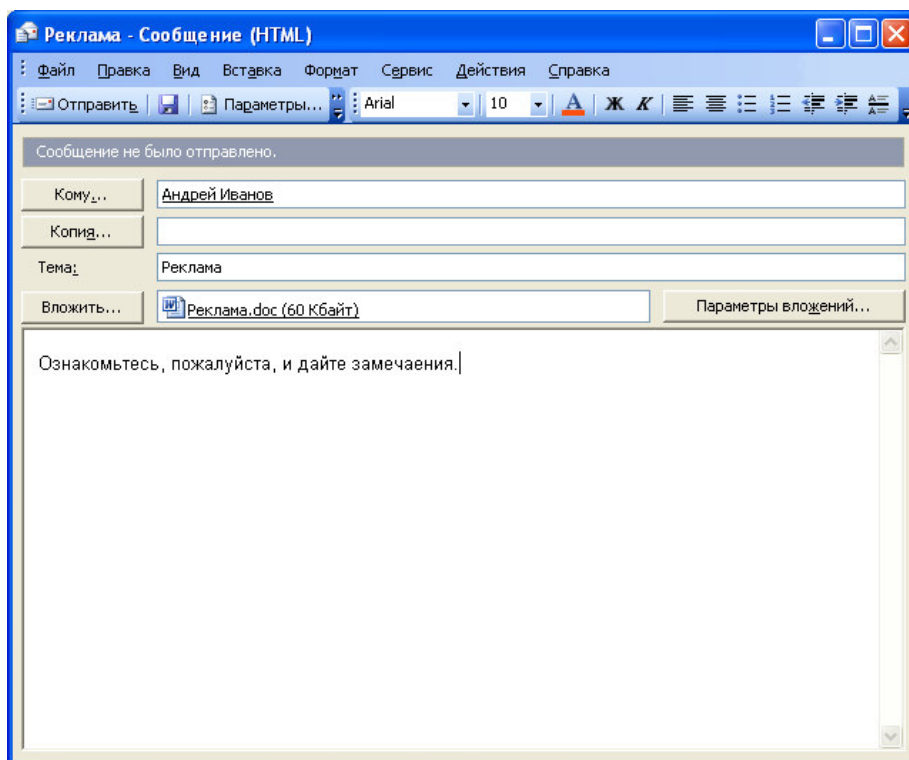 Реклама - Сообщение (HTML)
Файл Правка Вид Вставка Формат Сервис Действия Справка
Отправить Параметры... Arial 10 А Ж К
Сообщение не было отправлено.
Кому... Андрей Иванов
Копия...
Тема: Реклама
Вложить... Реклама.doc (60 Кбайт) Параметры вложений...
Ознакомьтесь, пожалуйста, и дайте замечаения.